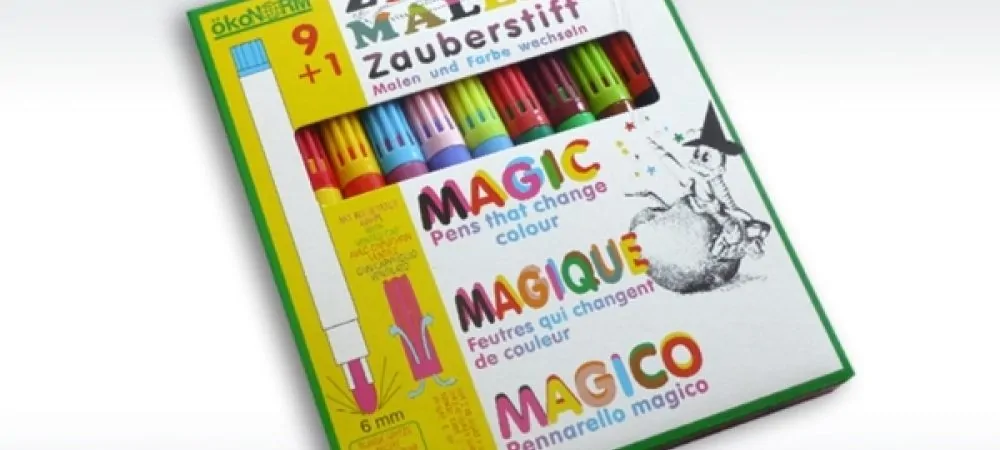 ökoNORM
9
+1
Zauberstift
Malen und Farbe wechseln
MAGIC
Pens that change
colour
MAGIQUE
Feutres qui changent
de couleur
MAGICO
Pennarello magico
6 mm